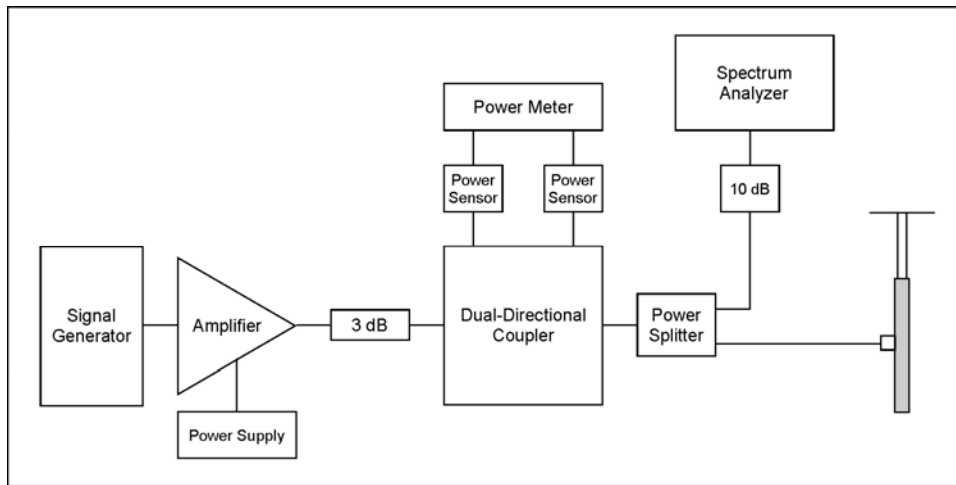 Signal
Generator
Amplifier
Power Supply
3 dB
Power Meter
Power
Sensor
Power
Sensor
Dual-Directional
Coupler
Power
Splitter
Spectrum
Analyzer
10 dB